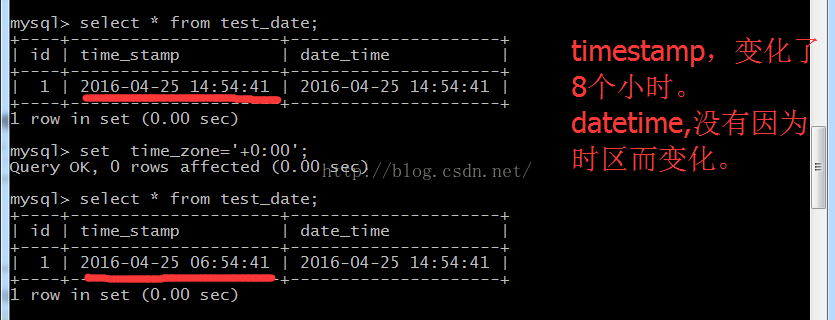 mysql> select * from test_date;
+----+---------------------+---------------------+
| id | time_stamp          | date_time           |
+----+---------------------+---------------------+
|  1 | 2016-04-25 14:54:41 | 2016-04-25 14:54:41 |
+----+---------------------+---------------------+
1 row in set (0.00 sec)
mysql> set  time_zone='+0:00';
Query OK, 0 rows affected (0.00 sec)
http://blog.csdn.net/
mysql> select * from test_date;
+----+---------------------+---------------------+
| id | time_stamp          | date_time           |
+----+---------------------+---------------------+
|  1 | 2016-04-25 06:54:41 | 2016-04-25 14:54:41 |
+----+---------------------+---------------------+
1 row in set (0.00 sec)
timestamp，变化了
8个小时。
datetime,没有因为
时区而变化。